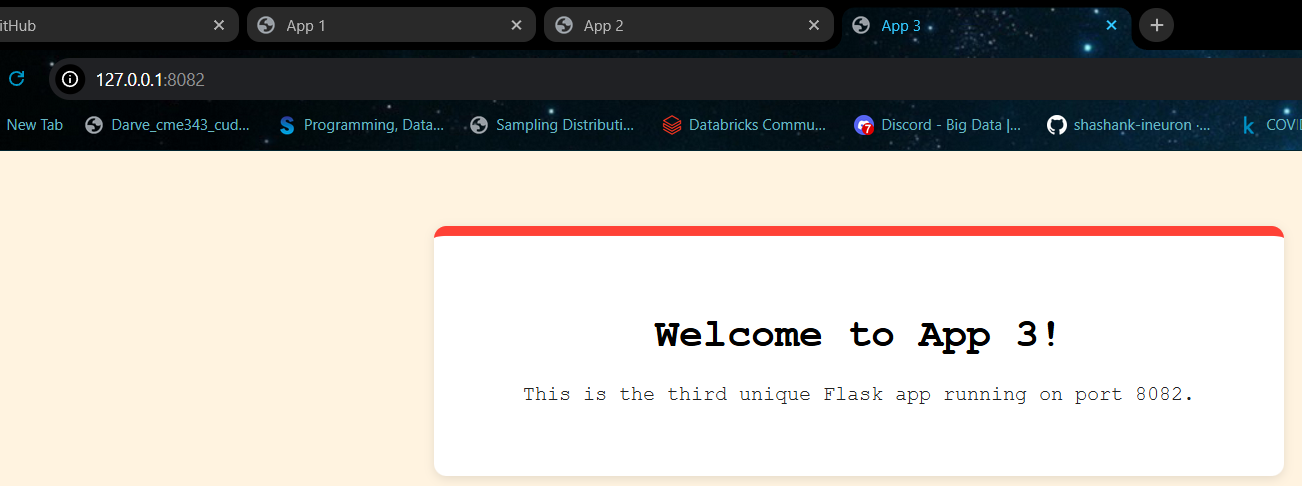 itHub App 1 App 2 App 3
127.0.0.1:8082
New Tab Darve_cme343_cud... Programming, Data... Sampling Distributi... Databricks Commu... Discord - Big Data |... shashank-ineuron ·... COVID
Welcome to App 3!
This is the third unique Flask app running on port 8082.